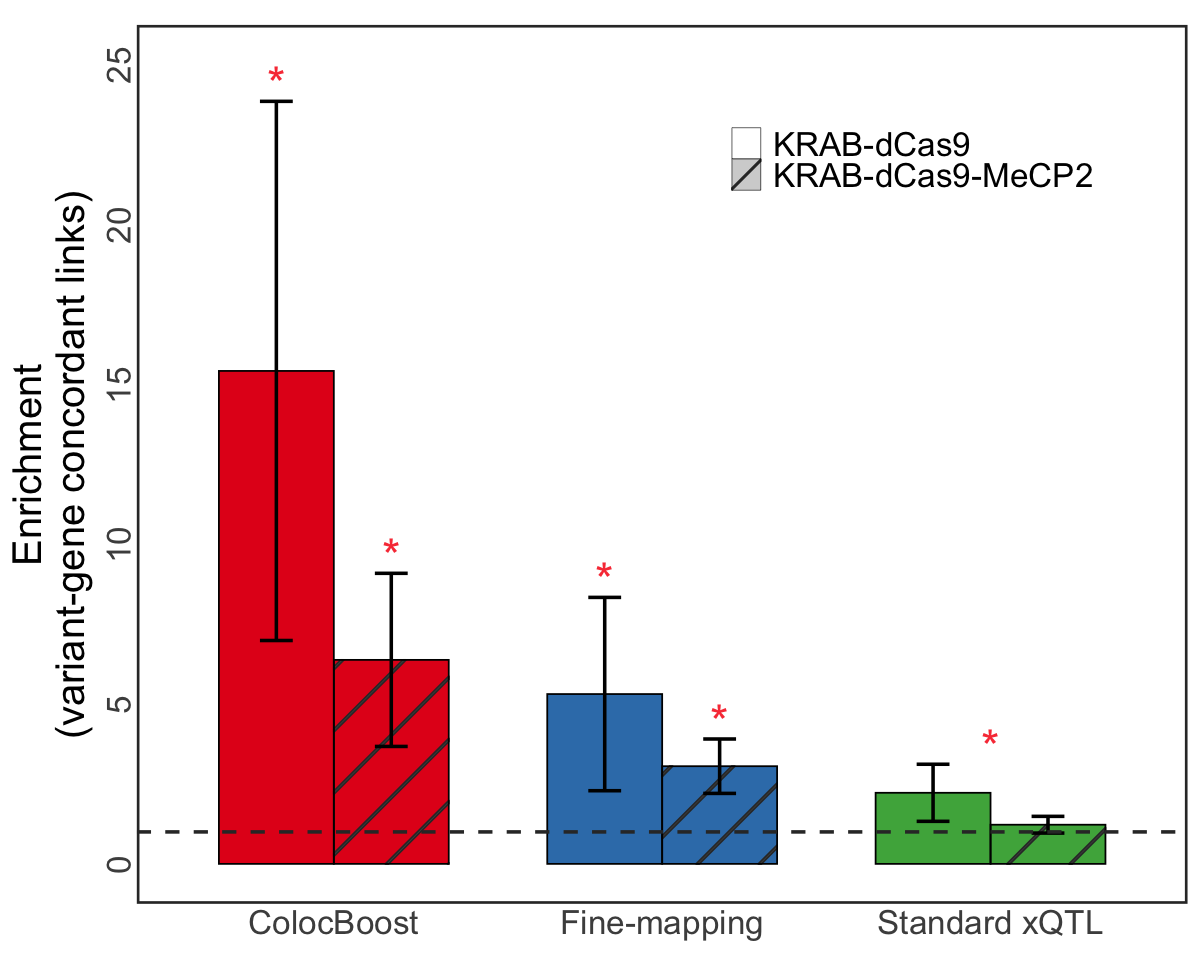 Enrichment
(variant-gene concordant links)
25
20
15
10
5
0
*
*
*
*
*
KRAB-dCas9
KRAB-dCas9-MeCP2
ColocBoost
Fine-mapping
Standard xQTL